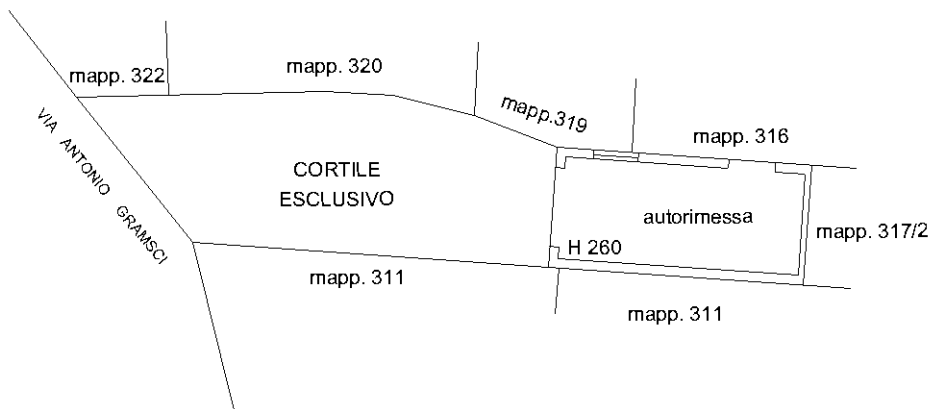 mapp. 322
mapp. 320
mapp.319
mapp. 316
VIA ANTONIO GRAMSCI
CORTILE
ESCLUSIVO
autorimessa
mapp. 317/2
H 260
mapp. 311
mapp. 311